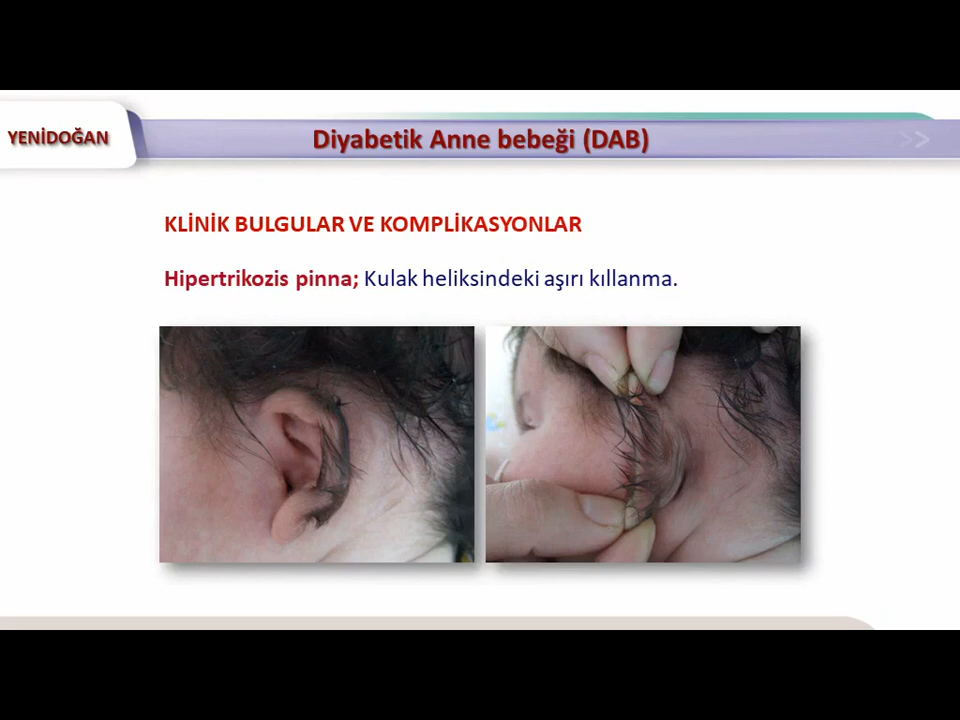 YENİDOĞAN
Diyabetik Anne bebeği (DAB)
KLİNİK BULGULAR VE KOMPLİKASYONLAR
Hipertrikozis pinna; Kulak heliksindeki aşırı kıllanma.